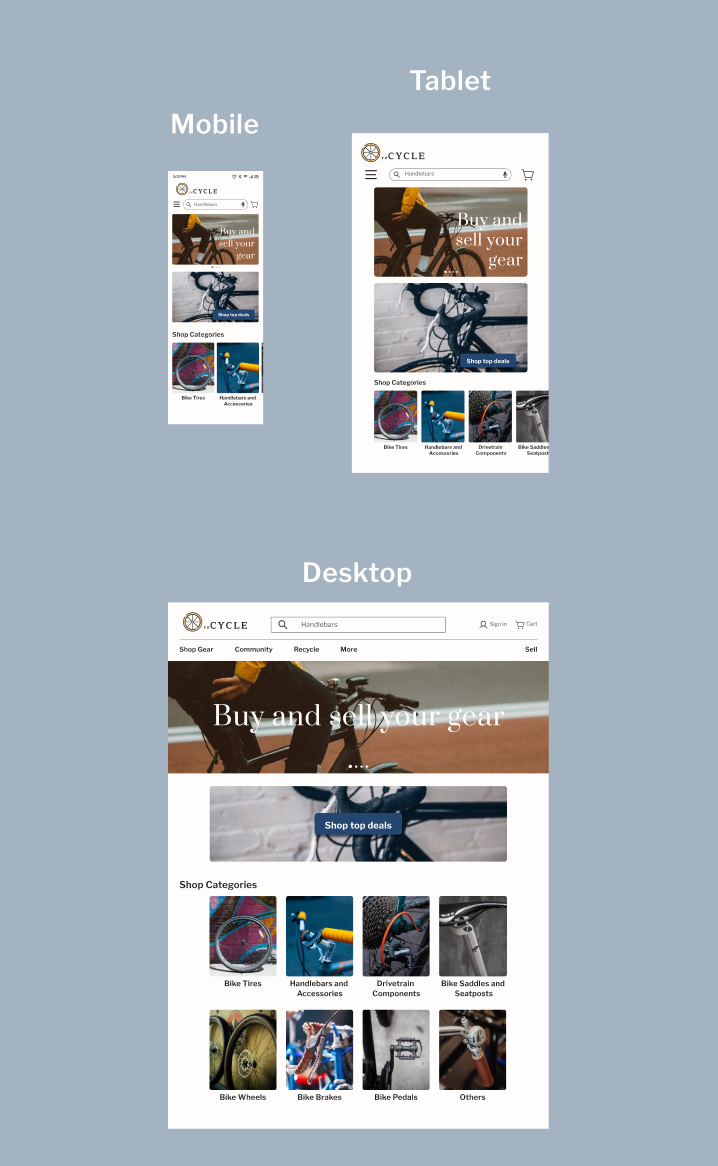 Tablet
Mobile
5:13 PM
CYCLE
Handlebars
Buy and
sell your
gear
Shop top deals
Shop Categories
Bike Tires
Handlebars and
Accessories
CYCLE
Handlebars
Buy and
sell your
gear
Shop top deals
Shop Categories
Bike Tires
Handlebars and
Accessories
Drivetrain
Components
Bike Saddles
Seatpost
Desktop
CYCLE
Handlebars
Sign in
Cart
Shop Gear
Community
Recycle
More
Sell
Buy and sell your gear
Shop top deals
Shop Categories
Bike Tires
Handlebars and
Accessories
Drivetrain
Components
Bike Saddles and
Seatposts
Bike Wheels
Bike Brakes
Bike Pedals
Others